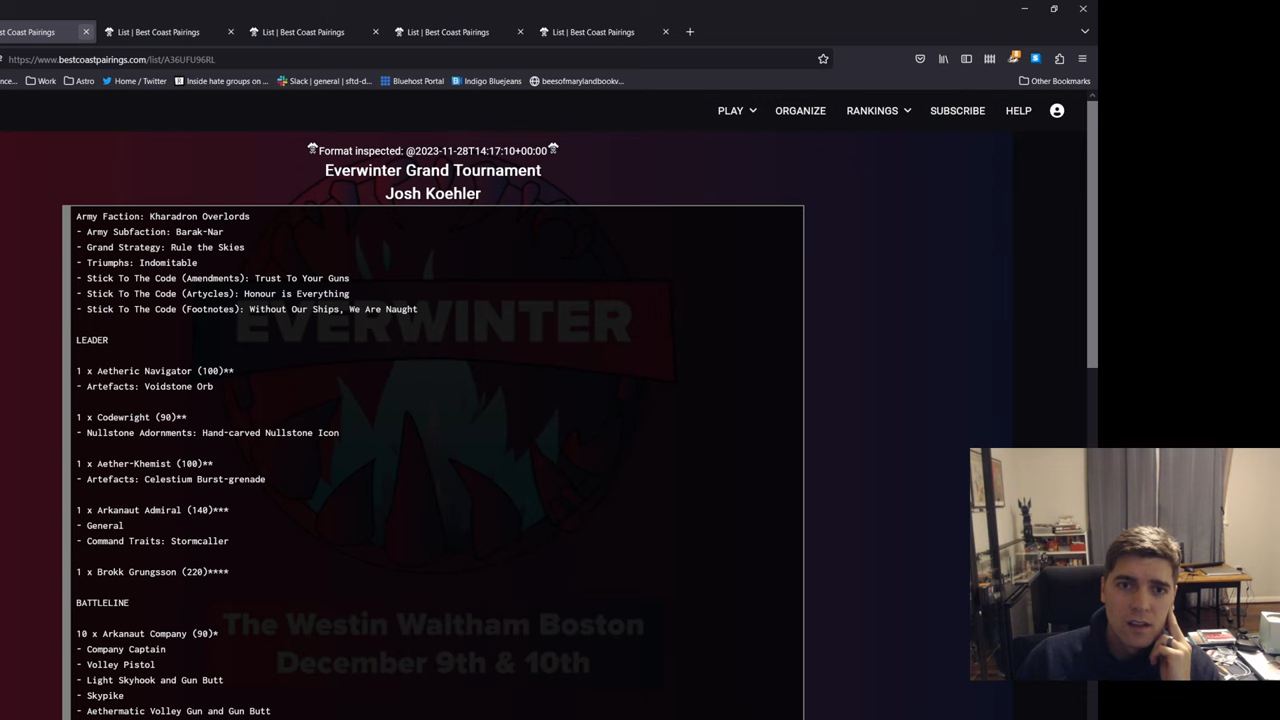 st Coast Pairings
List | Best Coast Pairings
List | Best Coast Pairings
List | Best Coast Pairings
List | Best Coast Pairings
https://www.bestcoastpairings.com/list/A36UFU96RL
nce...
Work
Astro
Home / Twitter
Inside hate groups on ...
Slack | general | sftd-d...
Bluehost Portal
Indigo Bluejeans
beesofmarylandbookv...
Other Bookmarks
PLAY
ORGANIZE
RANKINGS
SUBSCRIBE
HELP
Format inspected: @2023-11-28T14:17:10+00:00
Everwinter Grand Tournament
Josh Koehler
Army Faction: Kharadron Overlords
- Army Subfaction: Barak-Nar
- Grand Strategy: Rule the Skies
- Triumphs: Indomitable
- Stick To The Code (Amendments): Trust To Your Guns
- Stick To The Code (Artycles): Honour is Everything
- Stick To The Code (Footnotes): Without Our Ships, We Are Naught
EVERWINTER
LEADER
1 x Aetheric Navigator (100)**
- Artefacts: Voidstone Orb
1 x Codewright (90)**
- Nullstone Adornments: Hand-carved Nullstone Icon
1 x Aether-Khemist (100)**
- Artefacts: Celestium Burst-grenade
1 x Arkanaut Admiral (140)***
- General
- Command Traits: Stormcaller
1 x Brokk Grungsson (220)****
BATTLELINE
The Westin Waltham Boston
December 9th & 10th
10 x Arkanaut Company (90)*
- Company Captain
- Volley Pistol
- Light Skyhook and Gun Butt
- Skypike
- Aethermatic Volley Gun and Gun Butt